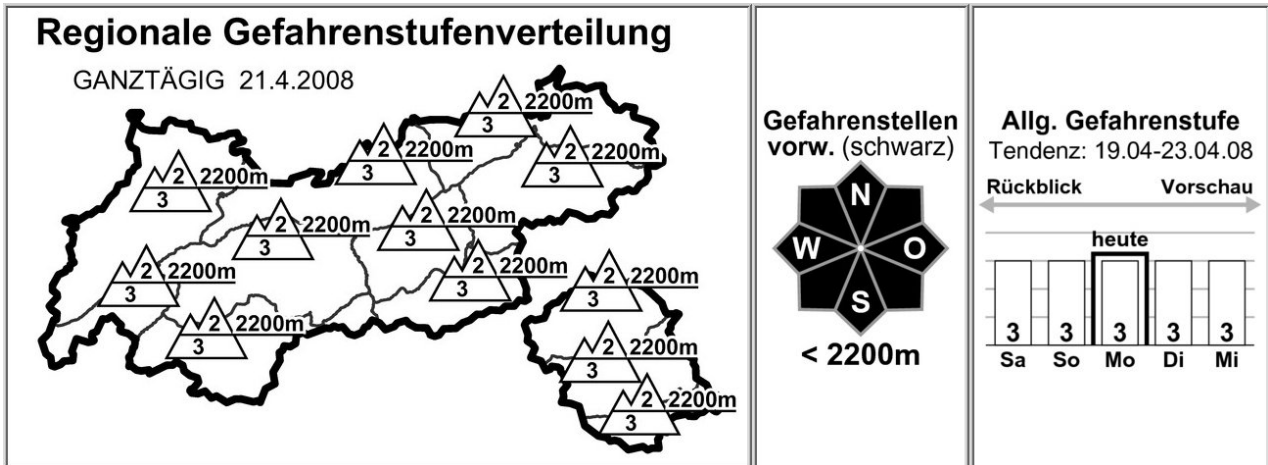 Regionale Gefahrenstufenverteilung
GANZTÄGIG 21.4.2008
2 2200m
3
2 2200m
3
2 2200m
3
2 2200m
3
2 2200m
3
2 2200m
3
2 2200m
3
2 2200m
3
2 2200m
3
2 2200m
3
2 2200m
3
2 2200m
3
Gefahrenstellen
vorw. (schwarz)
N
W O
S
< 2200m
Allg. Gefahrenstufe
Tendenz: 19.04-23.04.08
Rückblick Vorschau
heute
3 3 3 3 3
Sa So Mo Di Mi